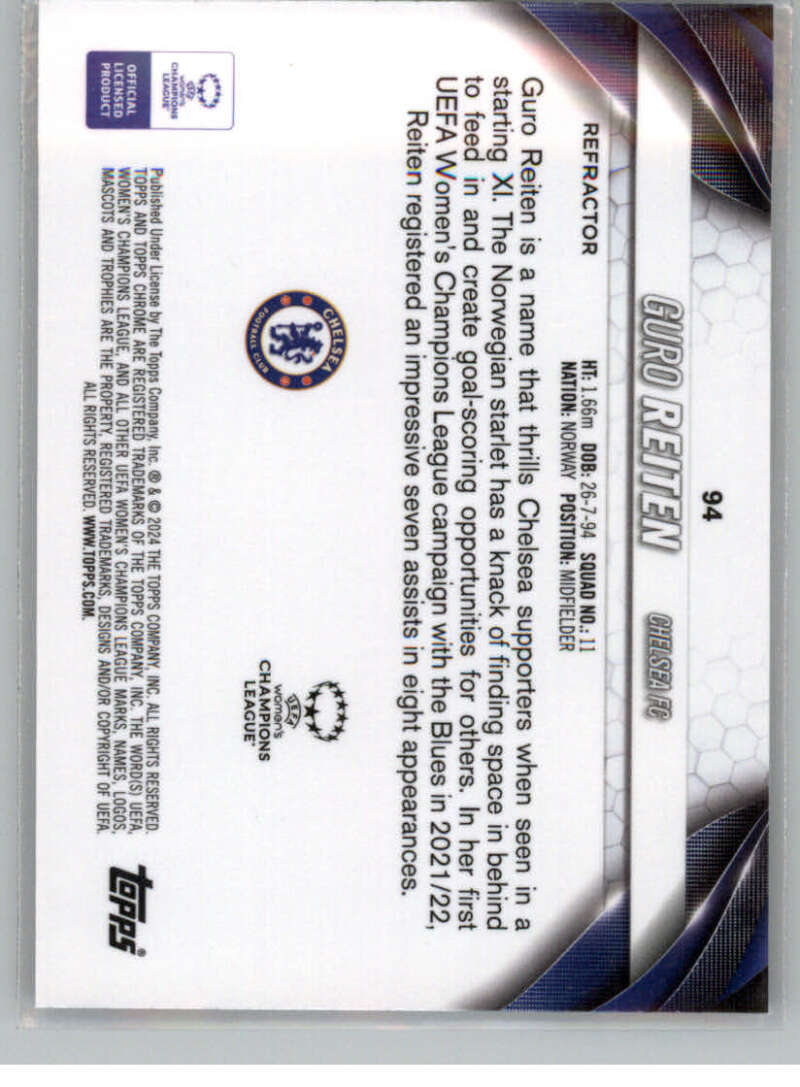 94
GURO REITEN CHELSEA FC
HT: 1.66m DOB: 26-7-94 SQUAD NO.: 11
NATION: NORWAY POSITION: MIDFIELDER
REFRACTOR
Guro Reiten is a name that thrills Chelsea supporters when seen in a
starting XI. The Norwegian starlet has a knack of finding space in behind
to feed in and create goal-scoring opportunities for others. In her first
UEFA Women's Champions League campaign with the Blues in 2021/22,
Reiten registered an impressive seven assists in eight appearances.
CHELSEA
FOOTBALL CLUB
UEFA
women's
CHAMPIONS
LEAGUE™
UEFA
women's
CHAMPIONS
LEAGUE™
OFFICIAL
LICENSED
PRODUCT
Published Under License by The Topps Company, Inc. ® & © 2024 THE TOPPS COMPANY, INC. ALL RIGHTS RESERVED.
TOPPS AND TOPPS CHROME ARE REGISTERED TRADEMARKS OF THE TOPPS COMPANY, INC. THE WORD(S) UEFA,
WOMEN'S CHAMPIONS LEAGUE, AND ALL OTHER UEFA WOMEN'S CHAMPIONS LEAGUE MARKS, NAMES, LOGOS,
MASCOTS AND TROPHIES ARE THE PROPERTY, REGISTERED TRADEMARKS, DESIGNS AND/OR COPYRIGHT OF UEFA.
ALL RIGHTS RESERVED. WWW.TOPPS.COM.
topps®